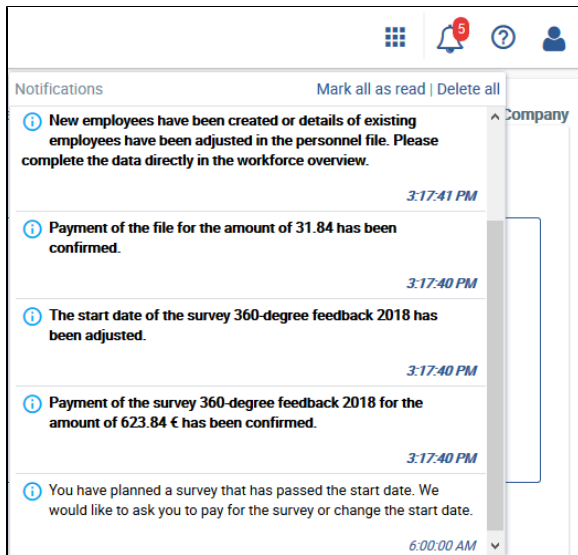 5
Notifications
Mark all as read | Delete all
Company
New employees have been created or details of existing
employees have been adjusted in the personnel file. Please
complete the data directly in the workforce overview.
3:17:41 PM
Payment of the file for the amount of 31.84 has been
confirmed.
3:17:40 PM
The start date of the survey 360-degree feedback 2018 has
been adjusted.
3:17:40 PM
Payment of the survey 360-degree feedback 2018 for the
amount of 623.84 € has been confirmed.
3:17:40 PM
You have planned a survey that has passed the start date. We
would like to ask you to pay for the survey or change the start date.
6:00:00 AM